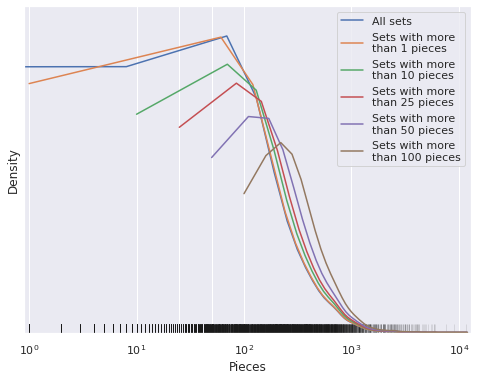 All sets
Sets with more
than 1 pieces
Sets with more
than 10 pieces
Sets with more
than 25 pieces
Sets with more
than 50 pieces
Sets with more
than 100 pieces
Density
10⁰ 10¹ 10² 10³ 10⁴
Pieces